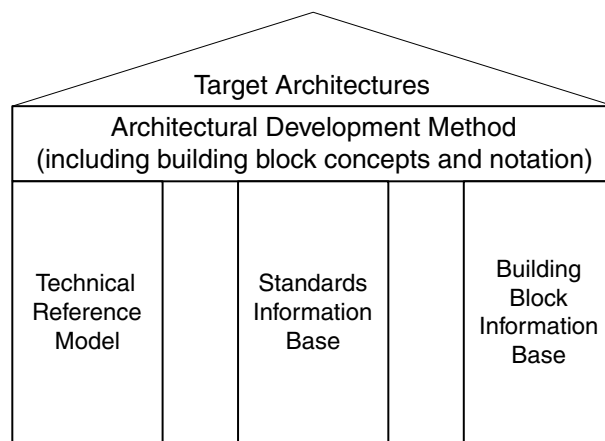 Target Architectures
Architectural Development Method
(including building block concepts and notation)
Technical
Reference
Model
Standards
Information
Base
Building
Block
Information
Base